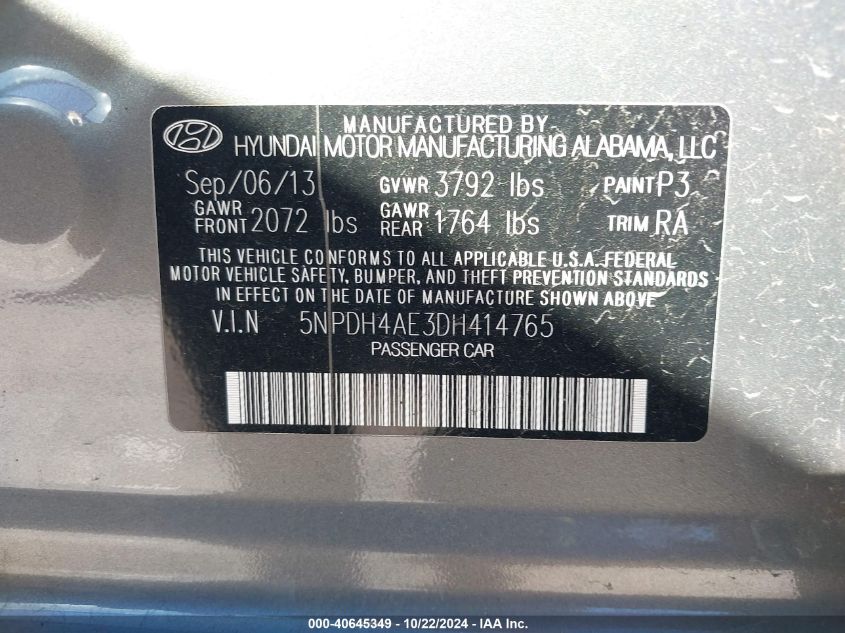 MANUFACTURED BY
HYUNDAI MOTOR MANUFACTURING ALABAMA, LLC
Sep/06/13 GVWR 3792 lbs PAINT P3
GAWR FRONT 2072 lbs GAWR REAR 1764 lbs TRIM RA
THIS VEHICLE CONFORMS TO ALL APPLICABLE U.S.A. FEDERAL
MOTOR VEHICLE SAFETY, BUMPER, AND THEFT PREVENTION STANDARDS
IN EFFECT ON THE DATE OF MANUFACTURE SHOWN ABOVE
V.I.N 5NPDH4AE3DH414765
PASSENGER CAR
000-40645349 - 10/22/2024 - IAA Inc.